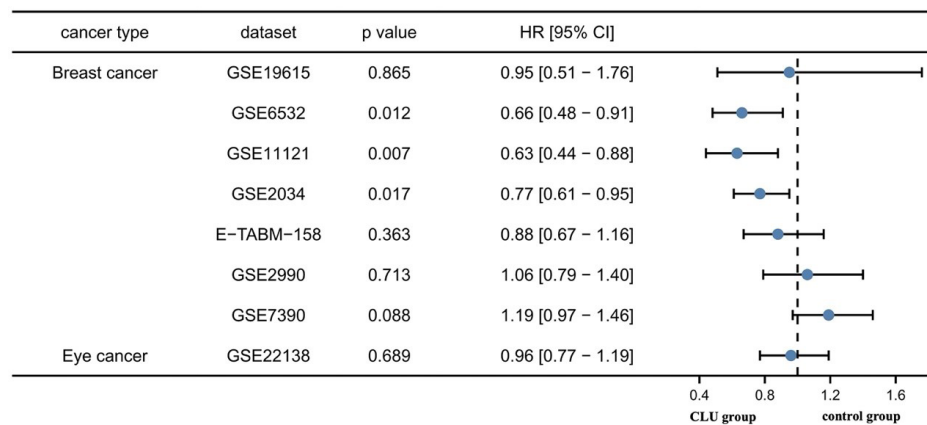 cancer type dataset p value HR [95% CI]
Breast cancer GSE19615 0.865 0.95 [0.51 − 1.76]
GSE6532 0.012 0.66 [0.48 − 0.91]
GSE11121 0.007 0.63 [0.44 − 0.88]
GSE2034 0.017 0.77 [0.61 − 0.95]
E−TABM−158 0.363 0.88 [0.67 − 1.16]
GSE2990 0.713 1.06 [0.79 − 1.40]
GSE7390 0.088 1.19 [0.97 − 1.46]
Eye cancer GSE22138 0.689 0.96 [0.77 − 1.19]
0.4 0.8 1.2 1.6
CLU group control group